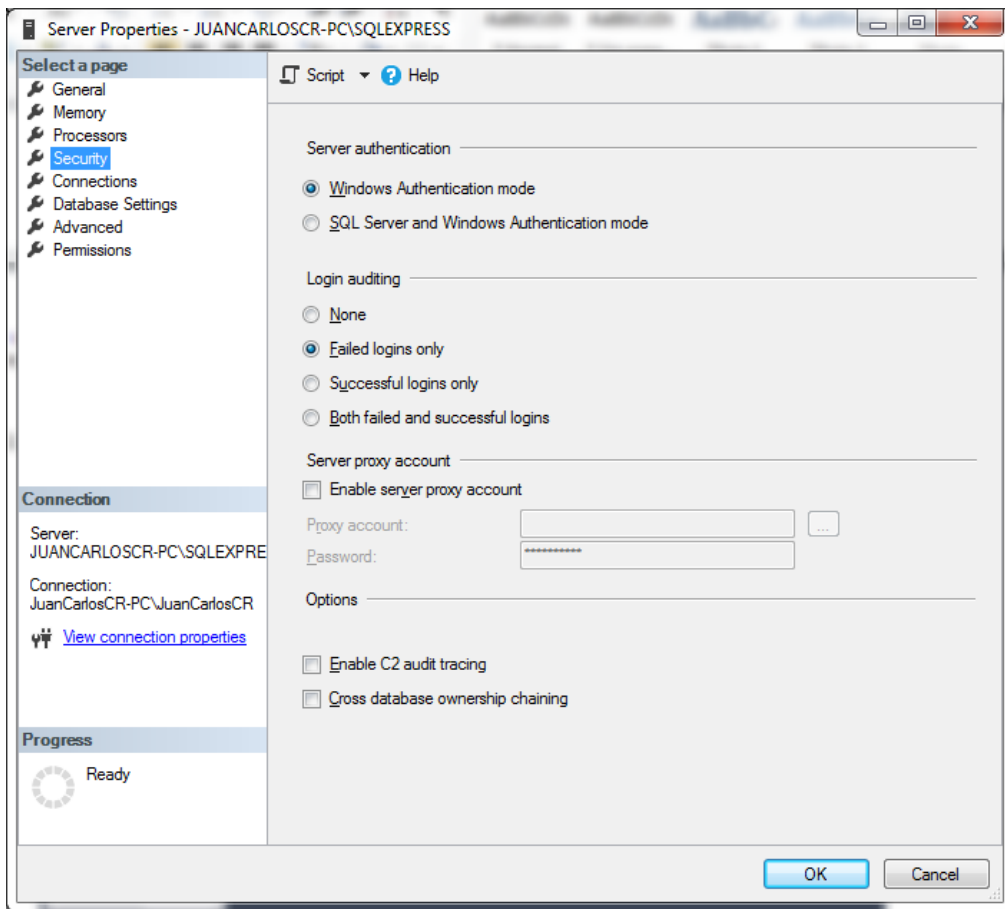 Server Properties - JUANCARLOSCR-PC\SQLEXPRESS
Select a page
General
Memory
Processors
Security
Connections
Database Settings
Advanced
Permissions
Connection
Server:
JUANCARLOSCR-PC\SQLEXPRE
Connection:
JuanCarlosCR-PC\JuanCarlosCR
View connection properties
Progress
Ready
Script
Help
Server authentication
Windows Authentication mode
SQL Server and Windows Authentication mode
Login auditing
None
Failed logins only
Successful logins only
Both failed and successful logins
Server proxy account
Enable server proxy account
Proxy account:
...
Password:
**********
Options
Enable C2 audit tracing
Cross database ownership chaining
OK
Cancel